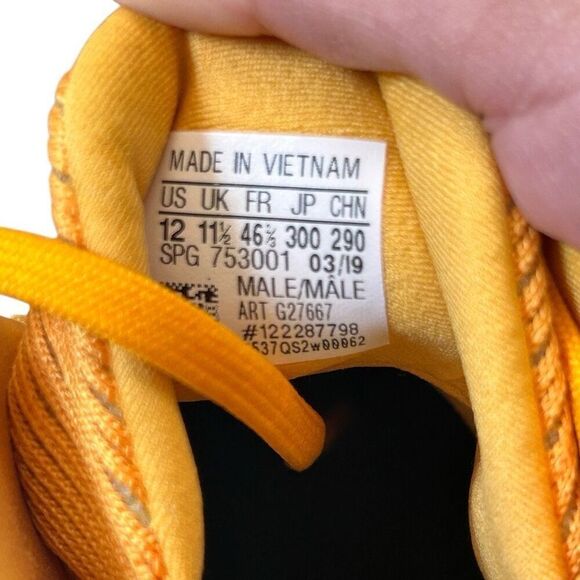 MADE IN VIETNAM
US UK FR JP CHN
12 11½ 46⅔ 300 290
SPG 753001 03/19
MALE/MÂLE
ART G27667
#122287798
537QS2w00062